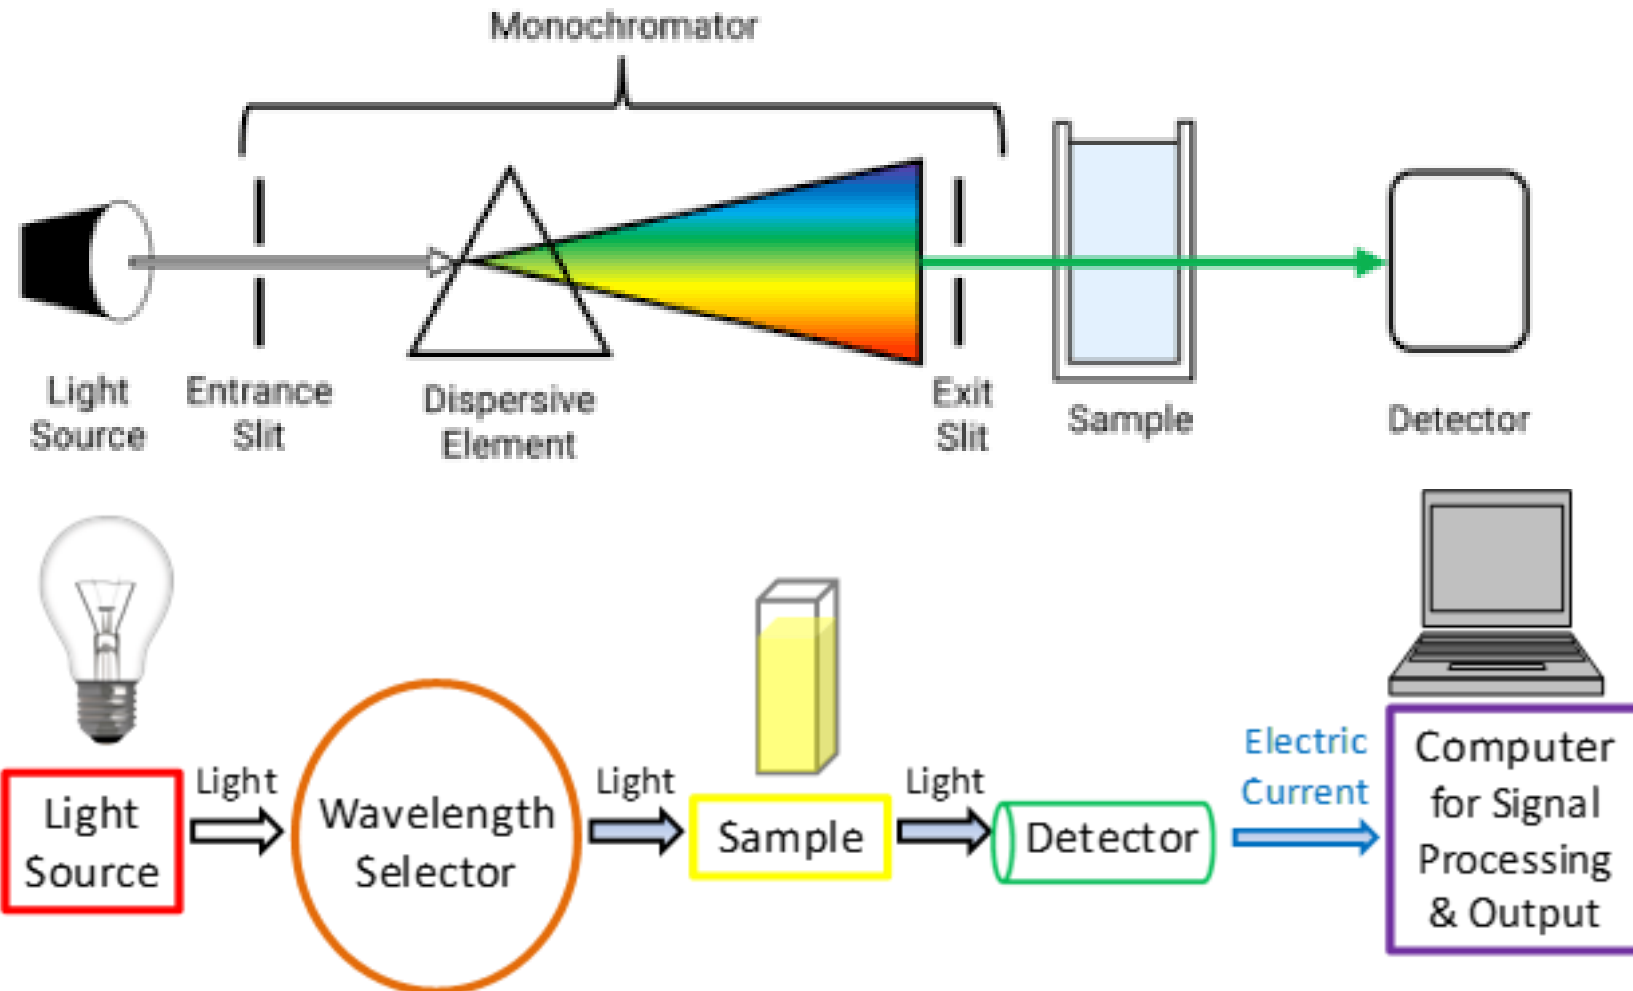 Monochromator
Light
Source
Entrance
Slit
Dispersive
Element
Exit
Slit
Sample
Detector
Light
Source
Light
Wavelength
Selector
Light
Sample
Light
Detector
Electric
Current
Computer
for Signal
Processing
& Output